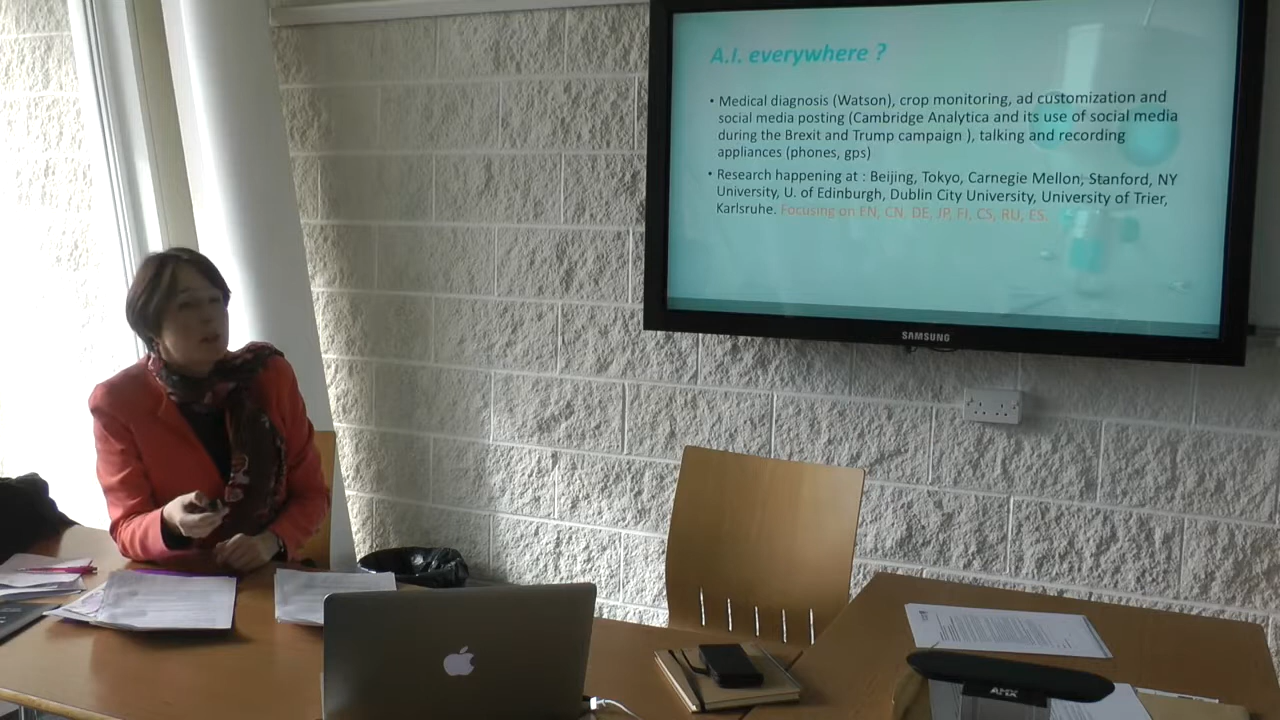 A.I. everywhere ?
• Medical diagnosis (Watson), crop monitoring, ad customization and
social media posting (Cambridge Analytica and its use of social media
during the Brexit and Trump campaign ), talking and recording
appliances (phones, gps)
• Research happening at : Beijing, Tokyo, Carnegie Mellon, Stanford, NY
University, U. of Edinburgh, Dublin City University, University of Trier,
Karlsruhe. Focusing on EN, CN, DE, JP, FI, CS, RU, ES.
SAMSUNG
AMX